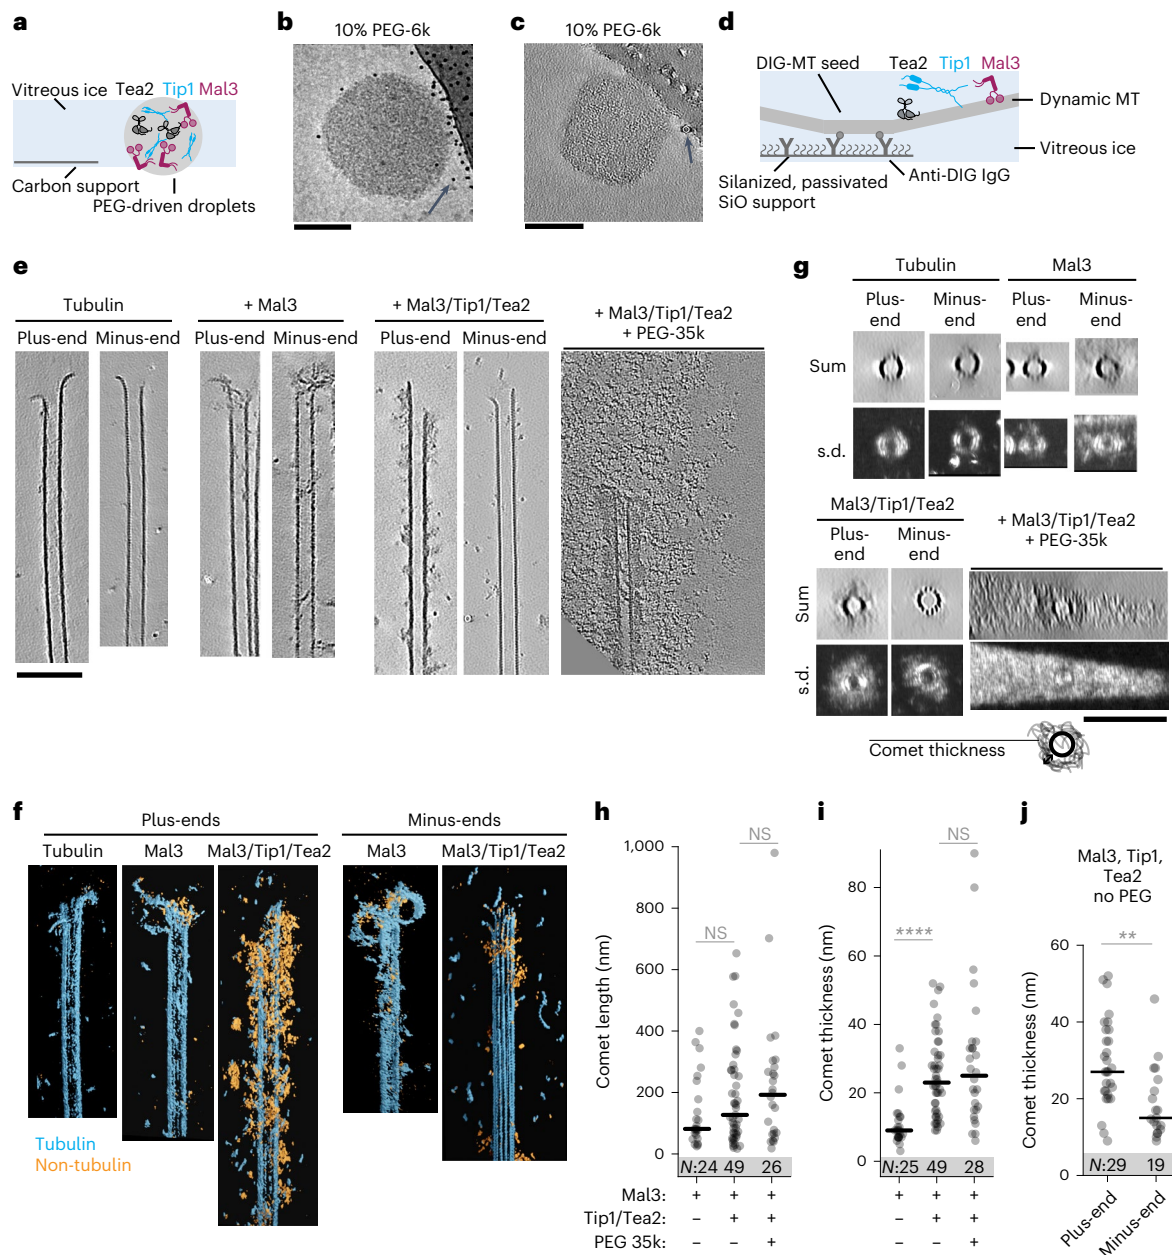 a
Vitreous ice Tea2 Tip1 Mal3
Carbon support
PEG-driven droplets
b
10% PEG-6k
c
10% PEG-6k
d
DIG-MT seed
Tea2 Tip1 Mal3
Dynamic MT
Vitreous ice
Anti-DIG IgG
Silanized, passivated
SiO support
e
Tubulin
Plus-end Minus-end
+ Mal3
Plus-end Minus-end
+ Mal3/Tip1/Tea2
Plus-end Minus-end
+ Mal3/Tip1/Tea2
+ PEG-35k
g
Tubulin Mal3
Plus-
end
Minus-
end
Plus-
end
Minus-
end
Sum
s.d.
Mal3/Tip1/Tea2
Plus-
end
Minus-
end
+ Mal3/Tip1/Tea2
+ PEG-35k
Sum
s.d.
Comet thickness
f
Plus-ends
Tubulin Mal3 Mal3/Tip1/Tea2
Minus-ends
Mal3 Mal3/Tip1/Tea2
Tubulin
Non-tubulin
h
Comet length (nm)
1,000
800
600
400
200
0
NS
NS
N:24 49 26
Mal3: + + +
Tip1/Tea2: – + +
PEG 35k: – – +
i
Comet thickness (nm)
80
60
40
20
0
NS
****
N:25 49 28
+ + +
– + +
– – +
j
Mal3, Tip1,
Tea2
no PEG
Comet thickness (nm)
60
40
20
0
**
N:29 19
Plus-end
Minus-end